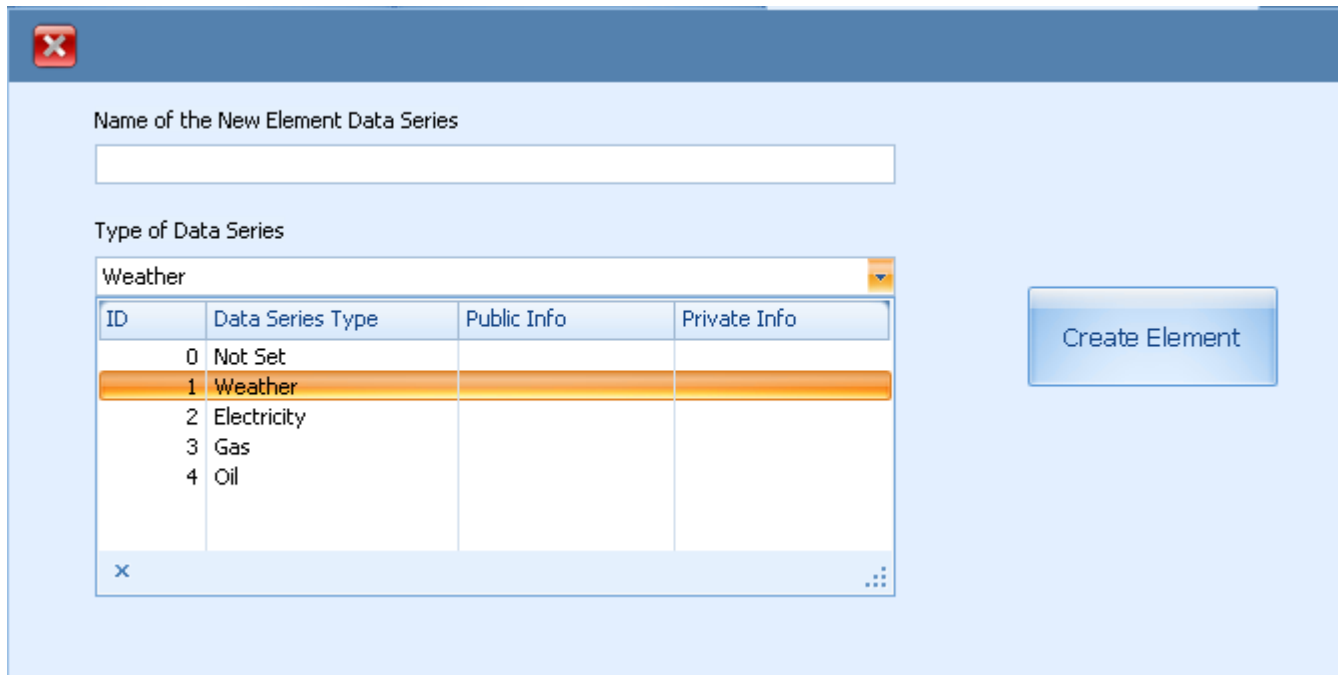 Name of the New Element Data Series
Type of Data Series
Weather
ID Data Series Type Public Info Private Info
0 Not Set
1 Weather
2 Electricity
3 Gas
4 Oil
Create Element